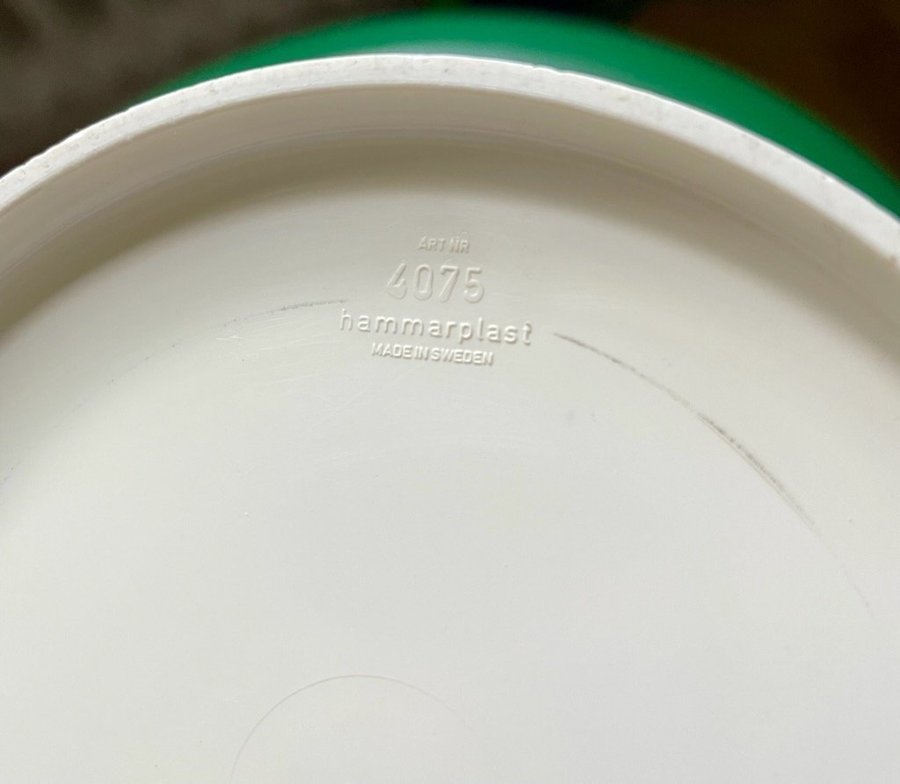 ART NR
4075
hammarplast
MADE IN SWEDEN